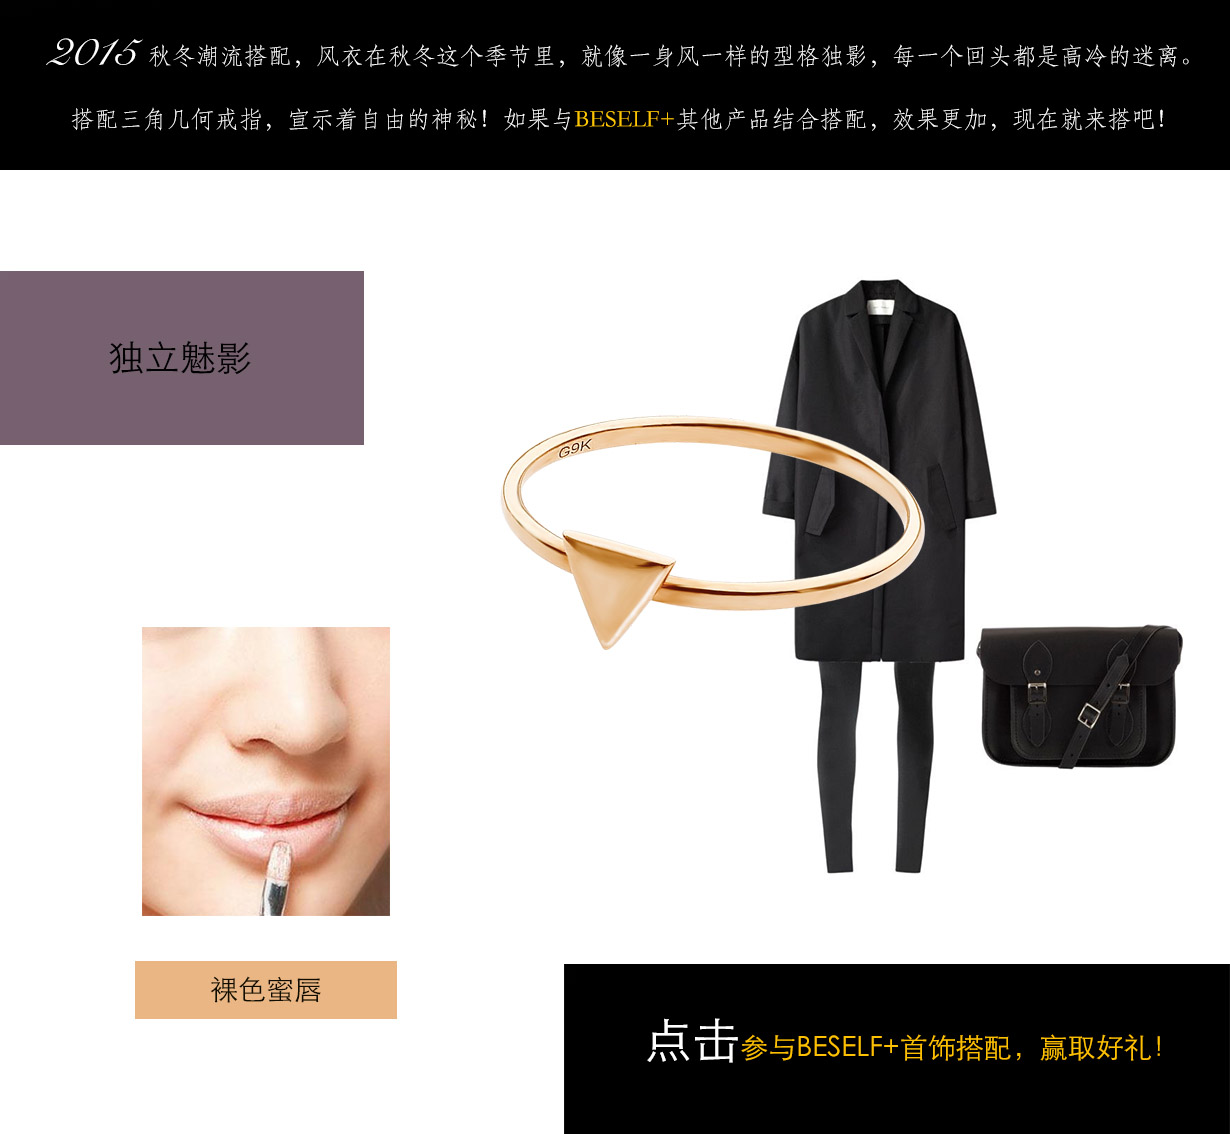 2015 秋冬潮流搭配，风衣在秋冬这个季节里，就像一身风一样的型格独影，每一个回头都是高冷的迷离。
搭配三角几何戒指，宣示着自由的神秘！如果与BESELF+其他产品结合搭配，效果更加，现在就来搭吧！
独立魅影
G9K
裸色蜜唇
点击参与BESELF+首饰搭配，赢取好礼！